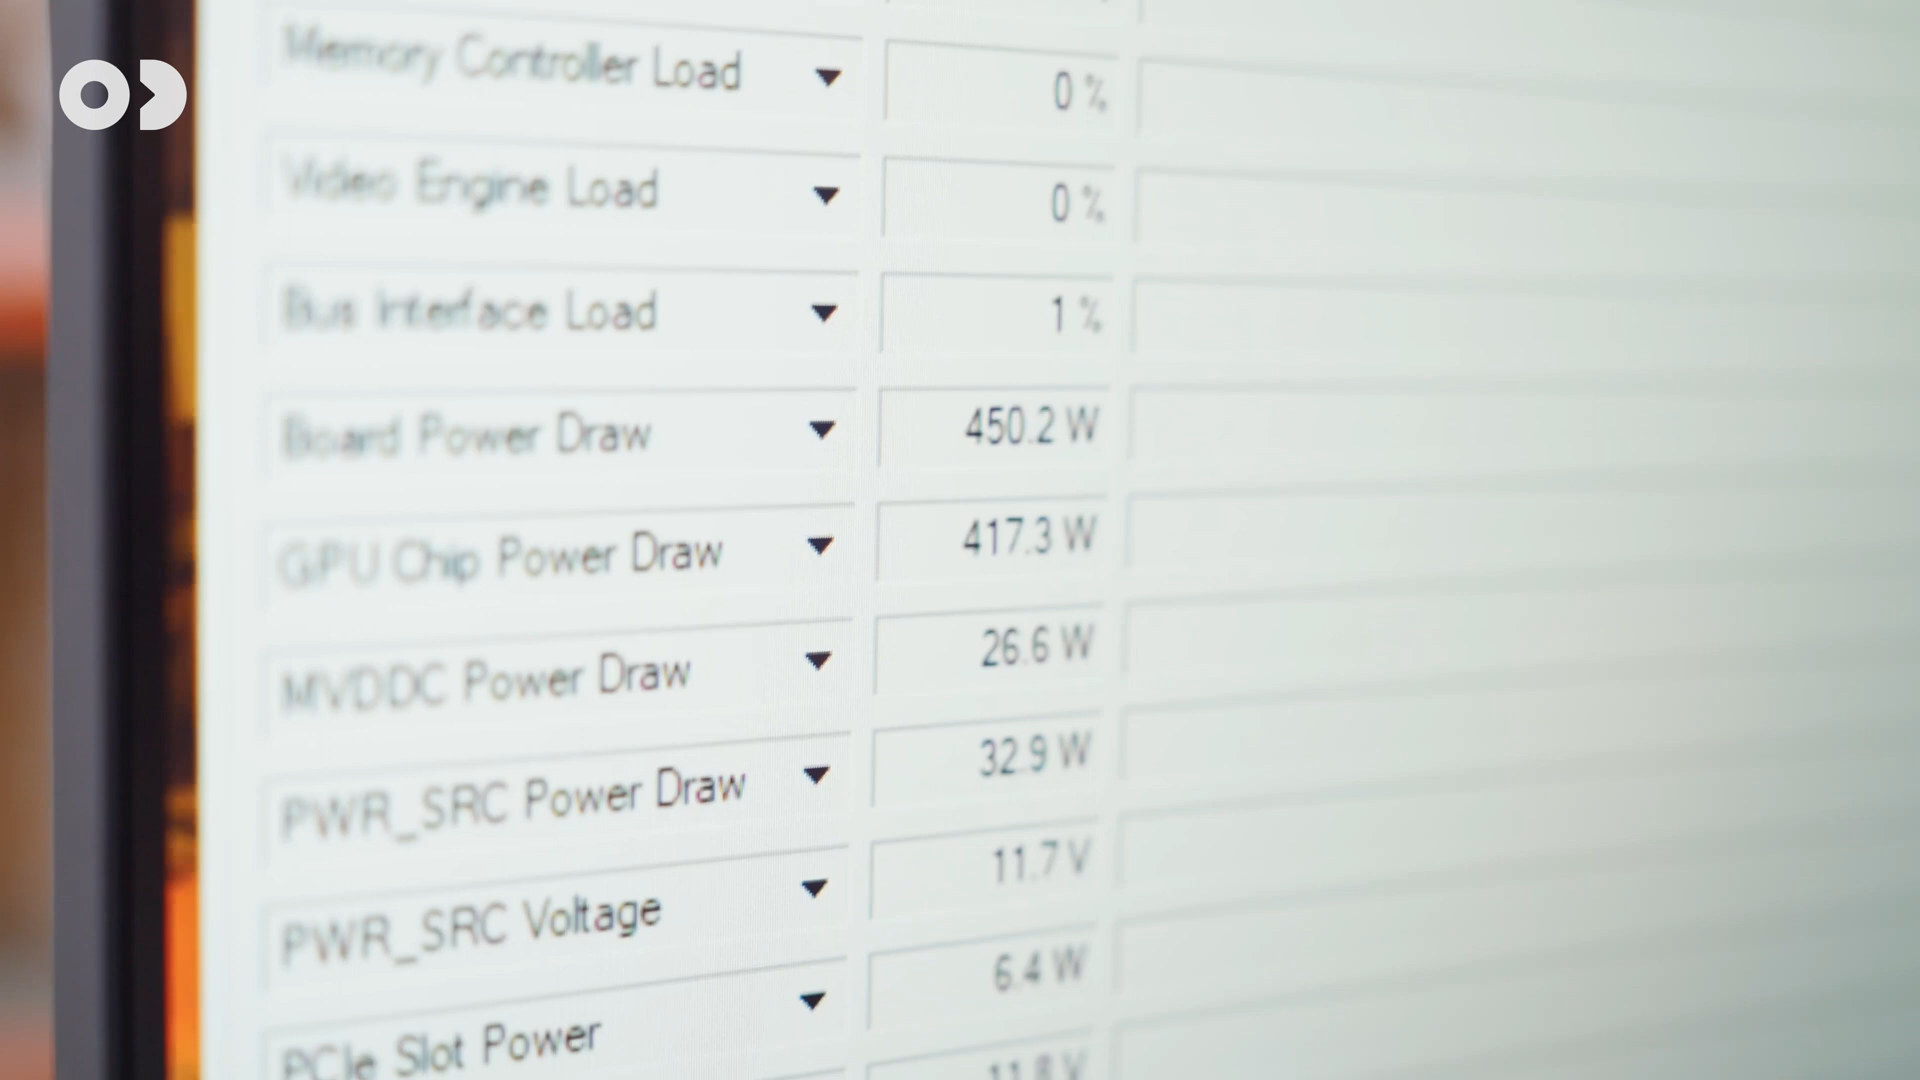 Memory Controller Load 0 %
Video Engine Load 0 %
Bus Interface Load 1 %
Board Power Draw 450.2 W
GPU Chip Power Draw 417.3 W
MVDDC Power Draw 26.6 W
PWR_SRC Power Draw 32.9 W
PWR_SRC Voltage 11.7 V
PCIe Slot Power 6.4 W
11.8 V